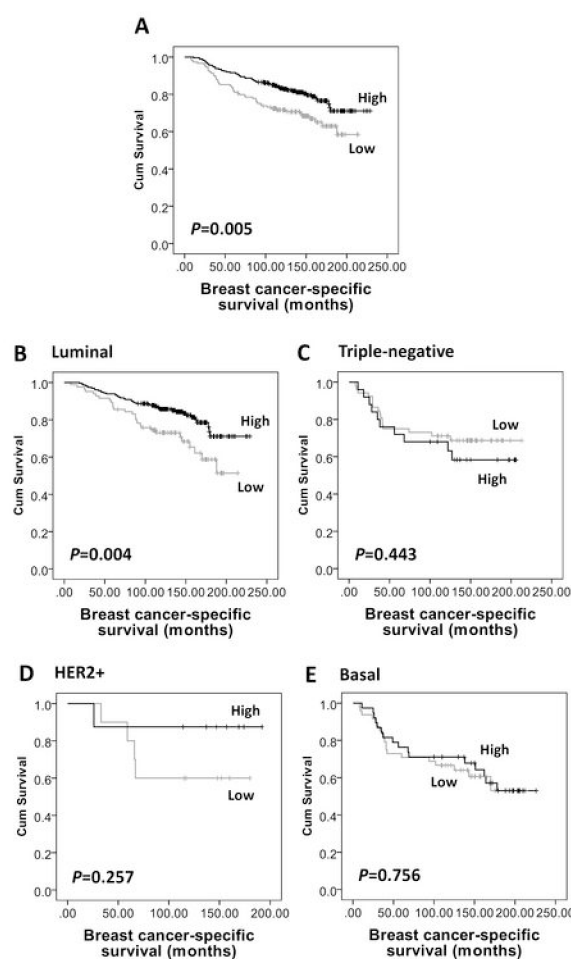 A
Cum Survival
1.0
0.8
0.6
0.4
0.2
0.0
High
Low
P=0.005
.00 50.00 100.00 150.00 200.00 250.00
Breast cancer-specific
survival (months)
B Luminal
Cum Survival
1.0
0.8
0.6
0.4
0.2
0.0
High
Low
P=0.004
.00 50.00 100.00 150.00 200.00 250.00
Breast cancer-specific
survival (months)
C Triple-negative
Cum Survival
1.0
0.8
0.6
0.4
0.2
0.0
Low
High
P=0.443
.00 50.00 100.00 150.00 200.00 250.00
Breast cancer-specific
survival (months)
D HER2+
Cum Survival
1.0
0.8
0.6
0.4
0.2
0.0
High
Low
P=0.257
.00 50.00 100.00 150.00 200.00
Breast cancer-specific
survival (months)
E Basal
Cum Survival
1.0
0.8
0.6
0.4
0.2
0.0
High
Low
P=0.756
.00 50.00 100.00 150.00 200.00 250.00
Breast cancer-specific
survival (months)